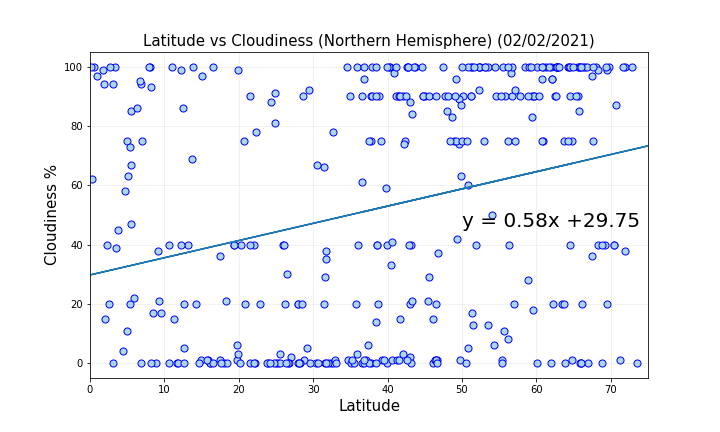 Latitude vs Cloudiness (Northern Hemisphere) (02/02/2021)
100
80
60
40
20
0
Cloudiness %
y = 0.58x +29.75
0 10 20 30 40 50 60 70
Latitude